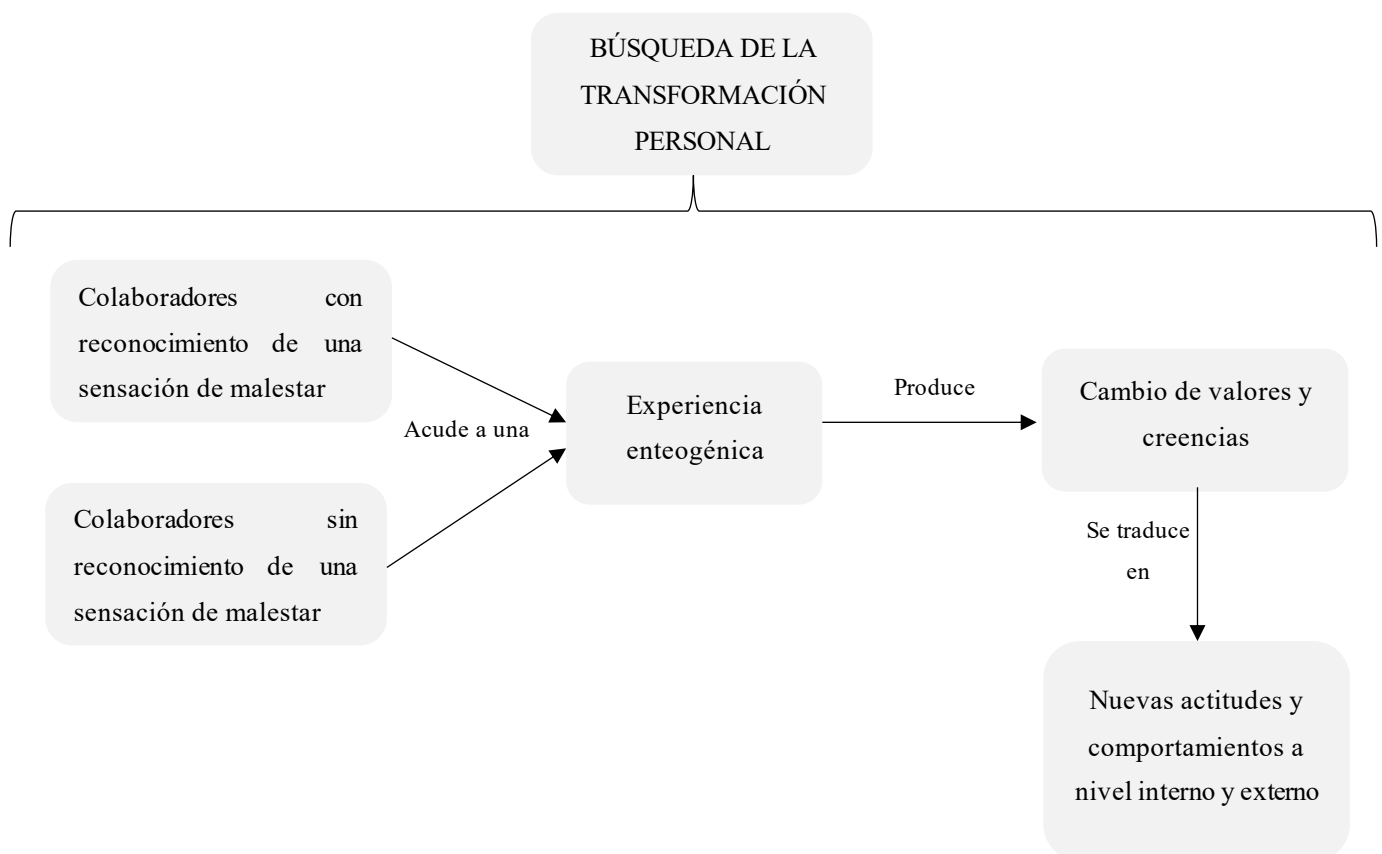 BÚSQUEDA DE LA
TRANSFORMACIÓN
PERSONAL
Colaboradores con
reconocimiento de una
sensación de malestar
Acude a una
Colaboradores sin
reconocimiento de una
sensación de malestar
Experiencia
enteogénica
Produce
Cambio de valores y
creencias
Se traduce
en
Nuevas actitudes y
comportamientos a
nivel interno y externo